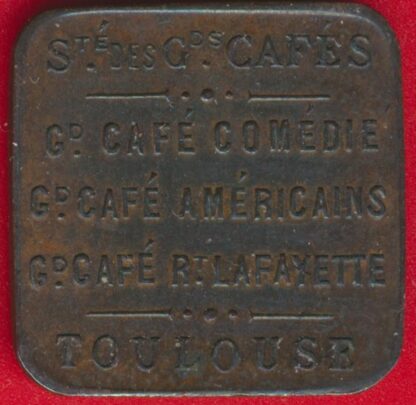 STÉ. DES GDS. CAFÉS
GD. CAFÉ COMÉDIE
GD. CAFÉ AMÉRICAINS
GD. CAFÉ RT. LAFAYETTE
TOULOUSE